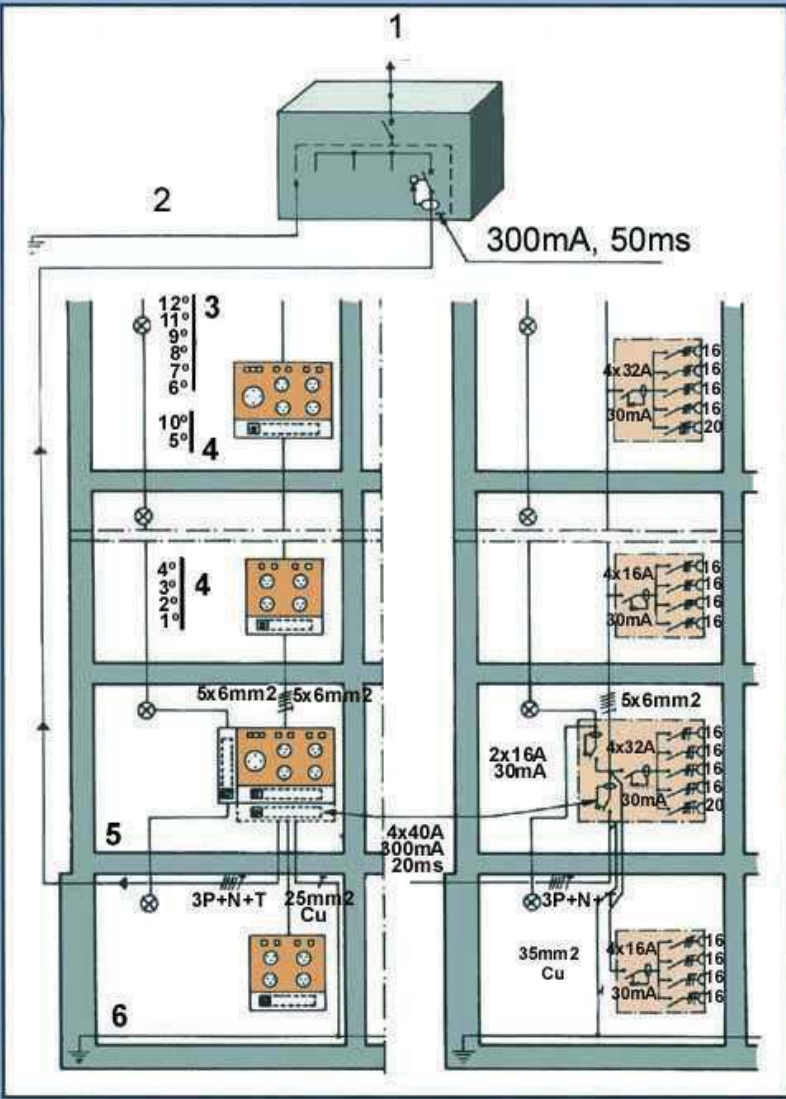 1
2
300mA, 50ms
12º
11º
9º
8º
7º
6º
3
10º
5º
4
16
16
16
16
20
4x32A
30mA
4º
3º
2º
1º
4
16
16
16
16
4x16A
30mA
5x6mm2
5x6mm2
5x6mm2
2x16A
30mA
4x32A
30mA
16
16
16
16
20
5
4x40A
300mA
20ms
3P+N+T
25mm2
Cu
3P+N+T
35mm2
Cu
4x16A
30mA
16
16
16
16
6